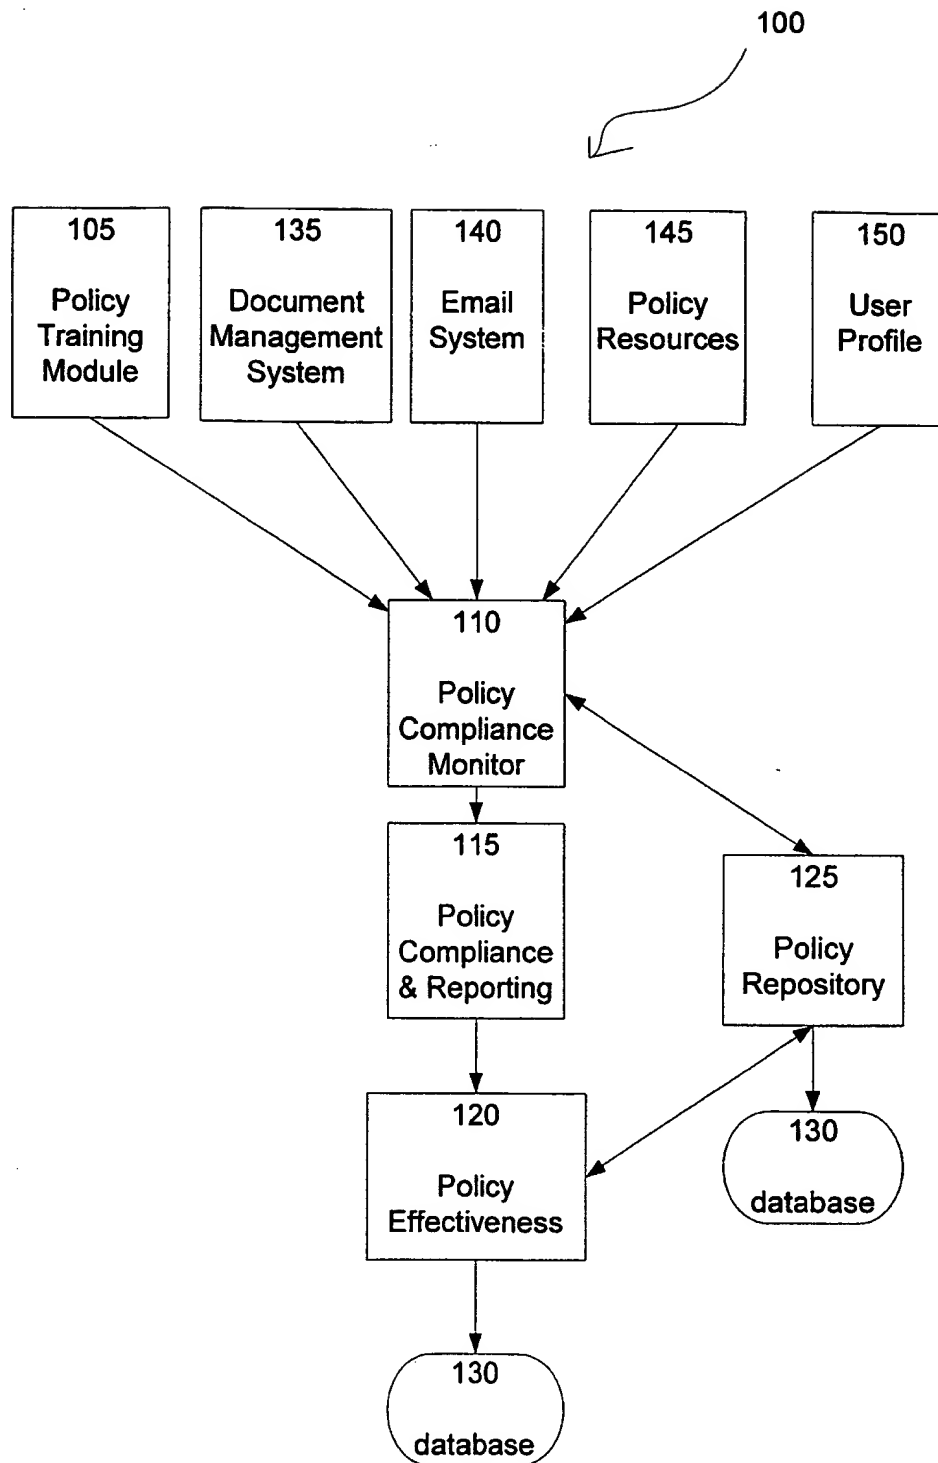 100
105
Policy
Training
Module
135
Document
Management
System
140
Email
System
145
Policy
Resources
150
User
Profile
110
Policy
Compliance
Monitor
115
Policy
Compliance
& Reporting
125
Policy
Repository
120
Policy
Effectiveness
130
database
130
database